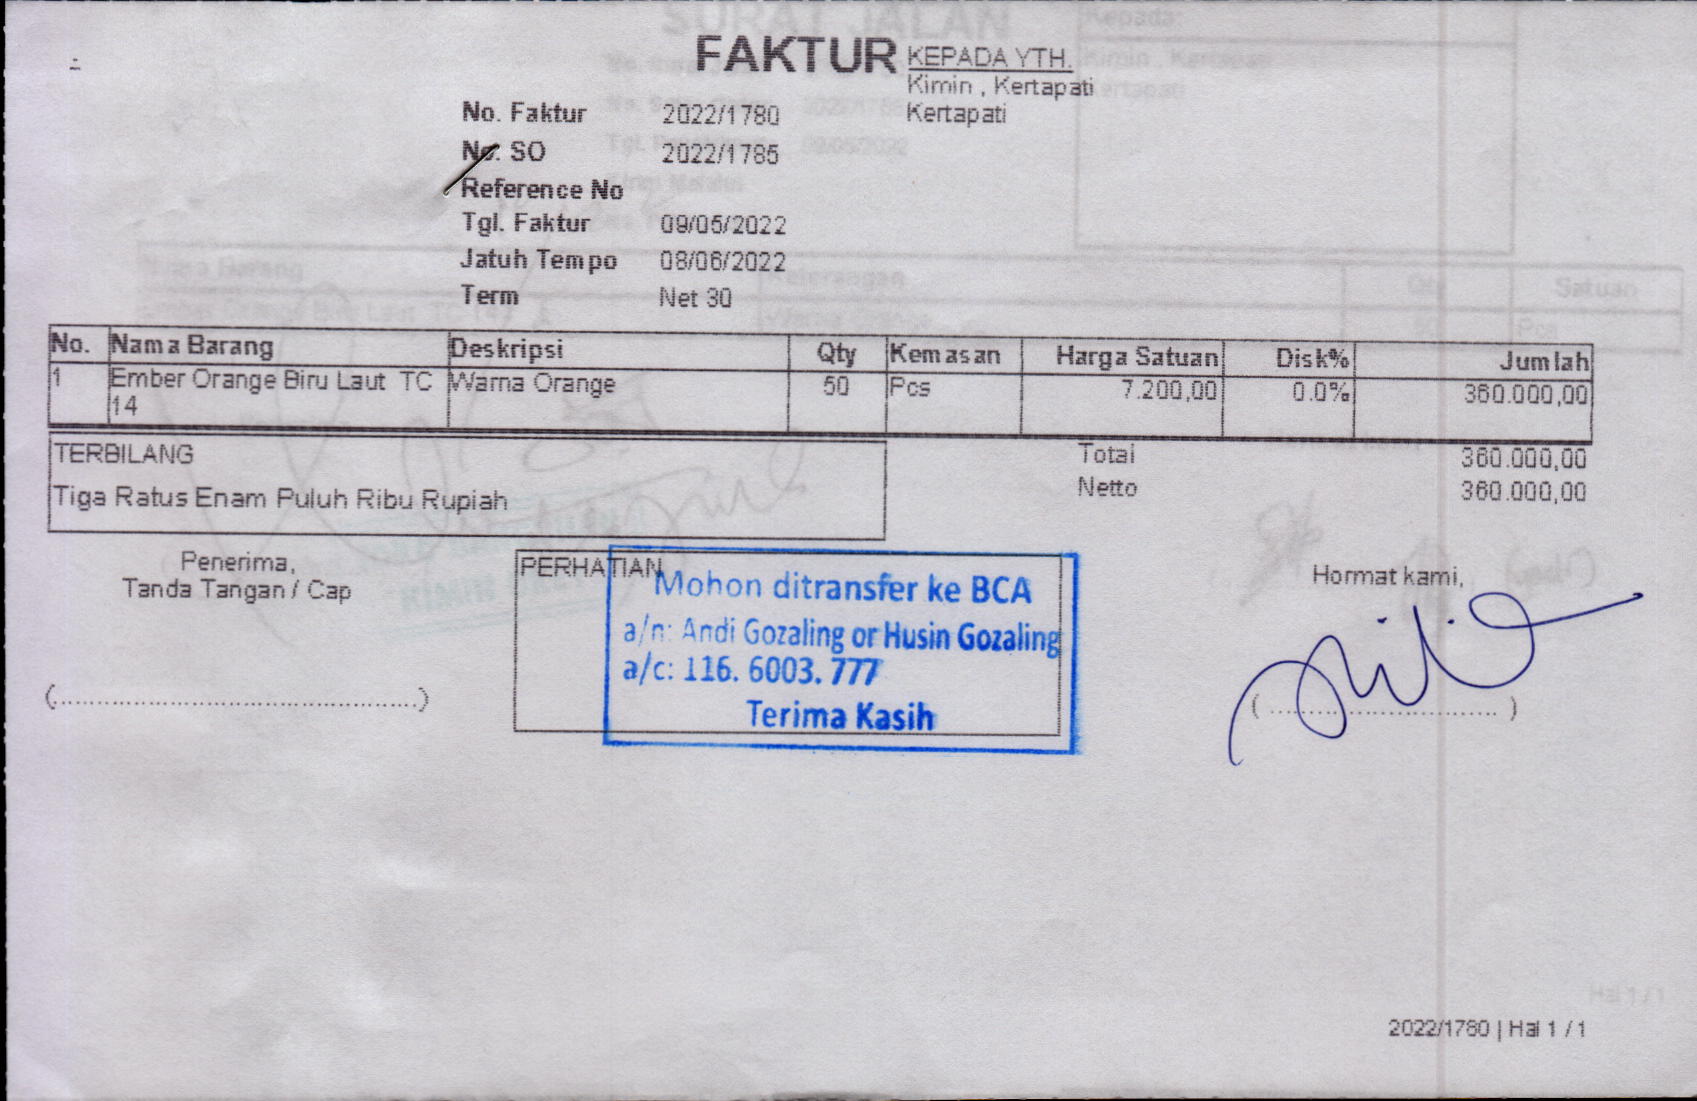 FAKTUR
KEPADA YTH.
Kimin , Kertapati
Kertapati
No. Faktur 2022/1780
No. SO 2022/1785
Reference No
Tgl. Faktur 09/05/2022
Jatuh Tempo 08/06/2022
Term Net 30
No. Nama Barang Deskripsi Qty Kemasan Harga Satuan Disk% Jumlah
1 Ember Orange Biru Laut TC Warna Orange 50 Pcs 7.200,00 0.0% 360.000,00
14
TERBILANG
Tiga Ratus Enam Puluh Ribu Rupiah
Total 360.000,00
Netto 360.000,00
Penerima,
Tanda Tangan / Cap
(................................................)
PERHATIAN
Mohon ditransfer ke BCA
a/n: Andi Gozaling or Husin Gozaling
a/c: 116. 6003. 777
Terima Kasih
Hormat kami,
( ................................ )
2022/1780 | Hal 1 / 1